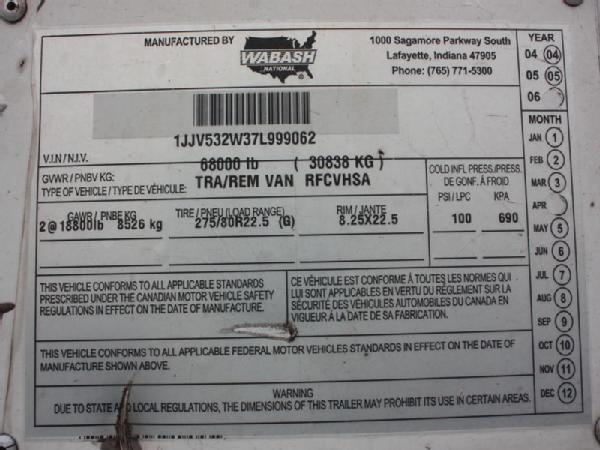 MANUFACTURED BY
WABASH
NATIONAL
®
1000 Sagamore Parkway South
Lafayette, Indiana 47905
Phone: (765) 771-5300
1JJV532W37L999062
V.I.N / N.I.V.
GVWR / PNBV KG:
68000 lb ( 30838 KG )
TYPE OF VEHICLE / TYPE DE VÉHICULE:
TRA/REM VAN RFCVHSA
COLD INFL PRESS./PRESS.
DE GONF. À FROID
PSI / LPC KPA
100 690
GAWR / PNBE KG
2@18800lb 8526 kg
TIRE / PNEU (LOAD RANGE)
275/80R22.5 (G)
RIM / JANTE
8.25X22.5
THIS VEHICLE CONFORMS TO ALL APPLICABLE STANDARDS
PRESCRIBED UNDER THE CANADIAN MOTOR VEHICLE SAFETY
REGULATIONS IN EFFECT ON THE DATE OF MANUFACTURE.
CE VÉHICULE EST CONFORME À TOUTES LES NORMES QUI
LUI SONT APPLICABLES EN VERTU DU RÈGLEMENT SUR LA
SÉCURITÉ DES VÉHICULES AUTOMOBILES DU CANADA EN
VIGUEUR À LA DATE DE SA FABRICATION.
THIS VEHICLE CONFORMS TO ALL APPLICABLE FEDERAL MOTOR VEHICLES STANDARDS IN EFFECT ON THE DATE OF
MANUFACTURE SHOWN ABOVE.
WARNING
DUE TO STATE AND LOCAL REGULATIONS, THE DIMENSIONS OF THIS TRAILER MAY PROHIBIT ITS USE IN CERTAIN AREAS.
YEAR
04 04
05 05
06
MONTH
JAN 1
FEB 2
MAR 3
APR
MAY 5
JUN 6
JUL 7
AUG 8
SEP 9
OCT 10
NOV 11
DEC 12